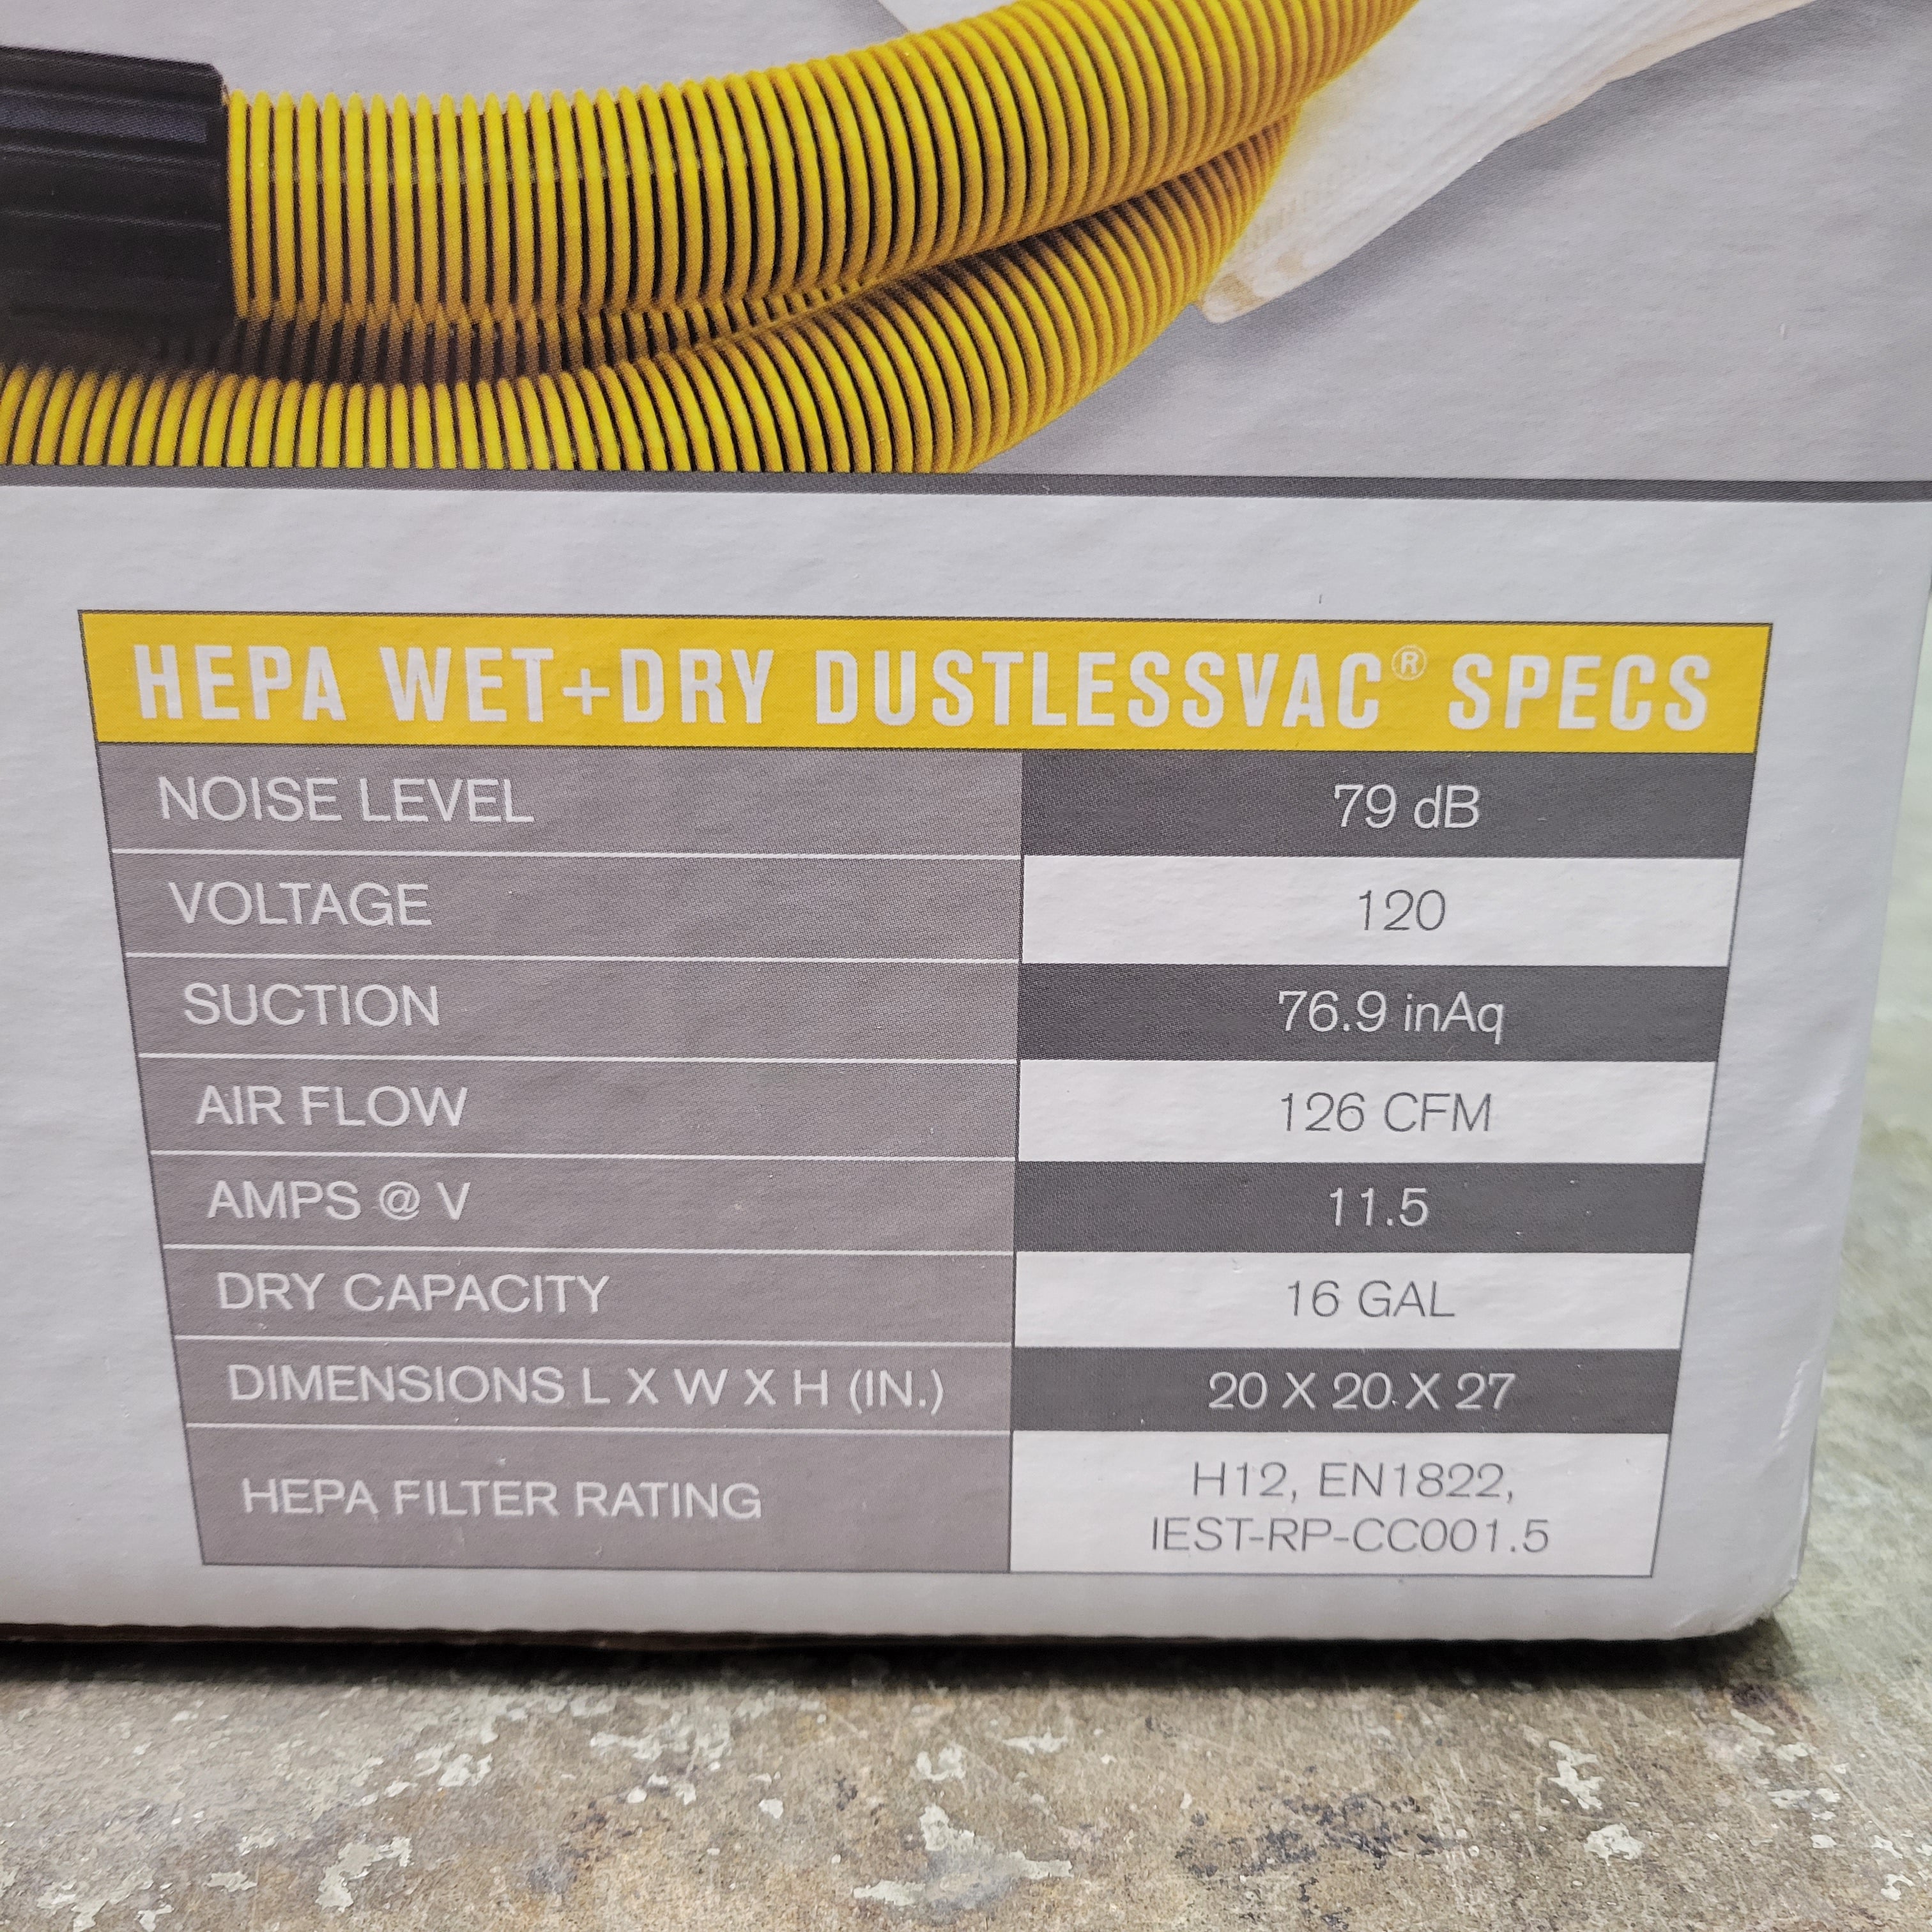 HEPA WET+DRY DUSTLESSVAC® SPECS
NOISE LEVEL 79 dB
VOLTAGE 120
SUCTION 76.9 inAq
AIR FLOW 126 CFM
AMPS @ V 11.5
DRY CAPACITY 16 GAL
DIMENSIONS L X W X H (IN.) 20 X 20 X 27
HEPA FILTER RATING H12, EN1822,
IEST-RP-CC001.5